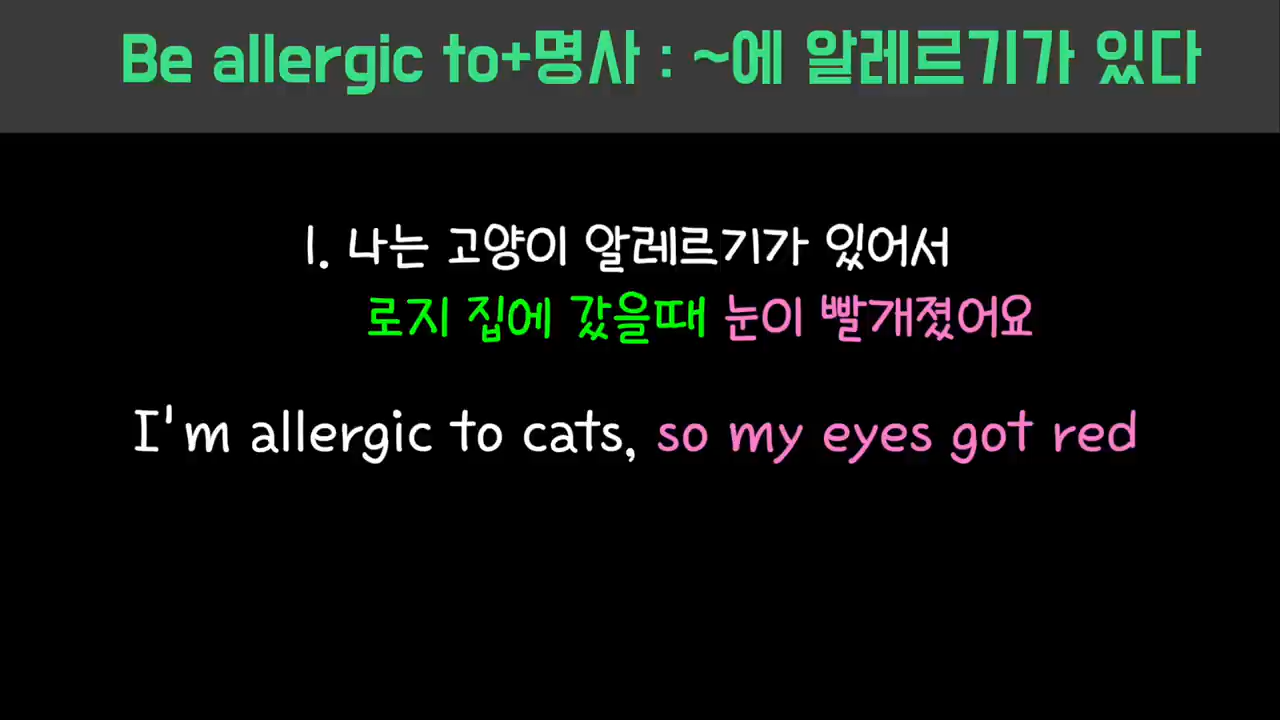 Be allergic to+명사 : ~에 알레르기가 있다
1. 나는 고양이 알레르기가 있어서
로지 집에 갔을때 눈이 빨개졌어요
I'm allergic to cats, so my eyes got red